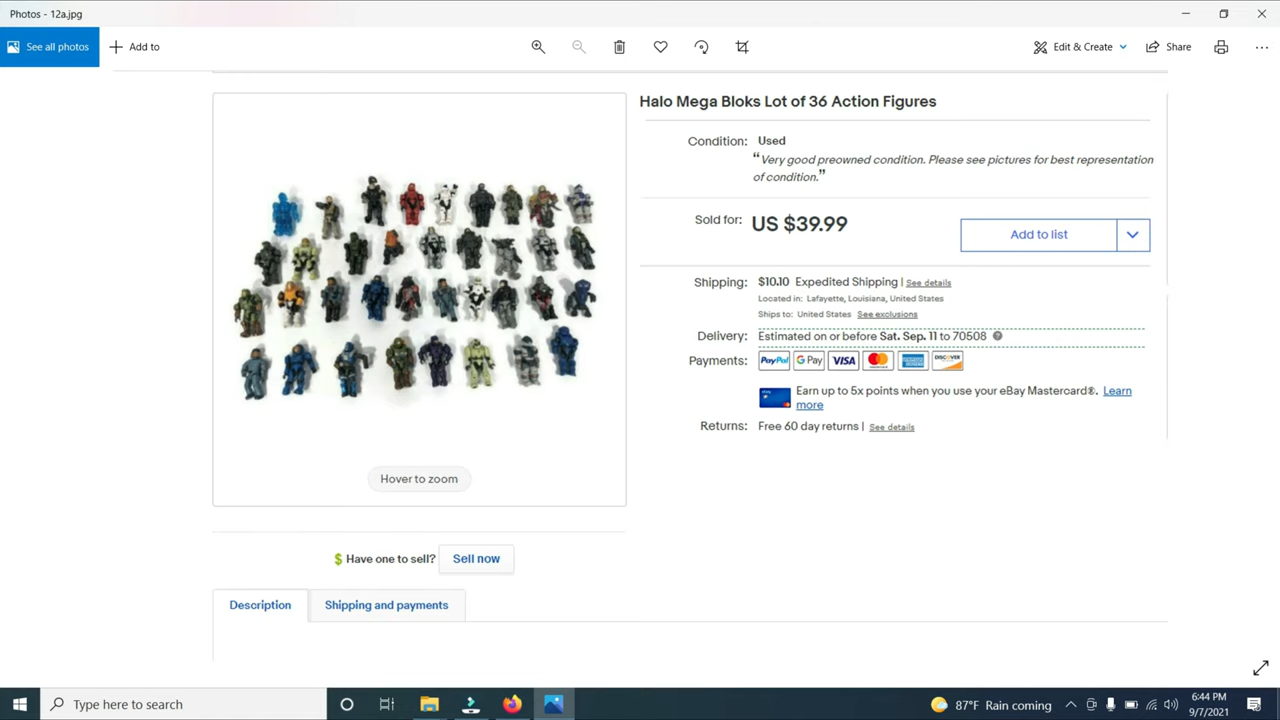 Photos - 12a.jpg
See all photos
Add to
Edit & Create
Share
Halo Mega Bloks Lot of 36 Action Figures
Condition: Used
“Very good preowned condition. Please see pictures for best representation
of condition.”
Sold for: US $39.99
Add to list
Shipping: $10.10 Expedited Shipping | See details
Located in: Lafayette, Louisiana, United States
Ships to: United States See exclusions
Delivery: Estimated on or before Sat. Sep. 11 to 70508
Payments: PayPal G Pay VISA
DISCOVER
Earn up to 5x points when you use your eBay Mastercard®. Learn
more
Returns: Free 60 day returns | See details
Hover to zoom
$ Have one to sell? Sell now
Description
Shipping and payments
Type here to search
87°F Rain coming
6:44 PM
9/7/2021